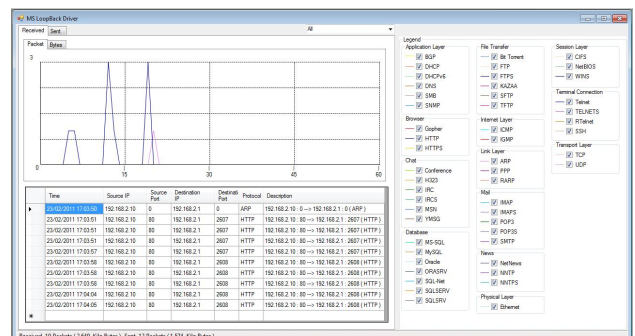 MS LoopBack Driver
Received Sent All
Packet Bytes
3
0 15 30 45 60
Time Source IP Source Port Destination IP Destinati Port Protocol Description
23/02/2011 17:03:50 192.168.2.10 0 192.168.2.1 0 ARP 192.168.2.10 : 0 --> 192.168.2.1 : 0 ( ARP )
23/02/2011 17:03:51 192.168.2.10 80 192.168.2.1 2607 HTTP 192.168.2.10 : 80 --> 192.168.2.1 : 2607 ( HTTP )
23/02/2011 17:03:51 192.168.2.10 80 192.168.2.1 2607 HTTP 192.168.2.10 : 80 --> 192.168.2.1 : 2607 ( HTTP )
23/02/2011 17:03:51 192.168.2.10 80 192.168.2.1 2607 HTTP 192.168.2.10 : 80 --> 192.168.2.1 : 2607 ( HTTP )
23/02/2011 17:03:51 192.168.2.10 80 192.168.2.1 2607 HTTP 192.168.2.10 : 80 --> 192.168.2.1 : 2607 ( HTTP )
23/02/2011 17:03:58 192.168.2.10 80 192.168.2.1 2608 HTTP 192.168.2.10 : 80 --> 192.168.2.1 : 2608 ( HTTP )
23/02/2011 17:03:58 192.168.2.10 80 192.168.2.1 2608 HTTP 192.168.2.10 : 80 --> 192.168.2.1 : 2608 ( HTTP )
23/02/2011 17:03:58 192.168.2.10 80 192.168.2.1 2608 HTTP 192.168.2.10 : 80 --> 192.168.2.1 : 2608 ( HTTP )
23/02/2011 17:04:04 192.168.2.10 80 192.168.2.1 2608 HTTP 192.168.2.10 : 80 --> 192.168.2.1 : 2608 ( HTTP )
23/02/2011 17:04:05 192.168.2.10 80 192.168.2.1 2608 HTTP 192.168.2.10 : 80 --> 192.168.2.1 : 2608 ( HTTP )
Legend
Application Layer
BGP
DHCP
DHCPv6
DNS
SMB
SNMP
Browser
Gopher
HTTP
HTTPS
Chat
Conference
H323
IRC
IRCS
MSN
YMSG
Database
MS-SQL
MySQL
Oracle
ORASRV
SQL-Net
SQLSERV
SQLSRV
File Transfer
Bit Torrent
FTP
FTPS
KAZAA
SFTP
TFTP
Internet Layer
ICMP
IGMP
Link Layer
ARP
PPP
RARP
Mail
IMAP
IMAPS
POP3
POP3S
SMTP
News
NetNews
NNTP
NNTPS
Physical Layer
Ethernet
Session Layer
CIFS
NetBIOS
WINS
Terminal Connection
Telnet
TELNETS
RTelnet
SSH
Transport Layer
TCP
UDP